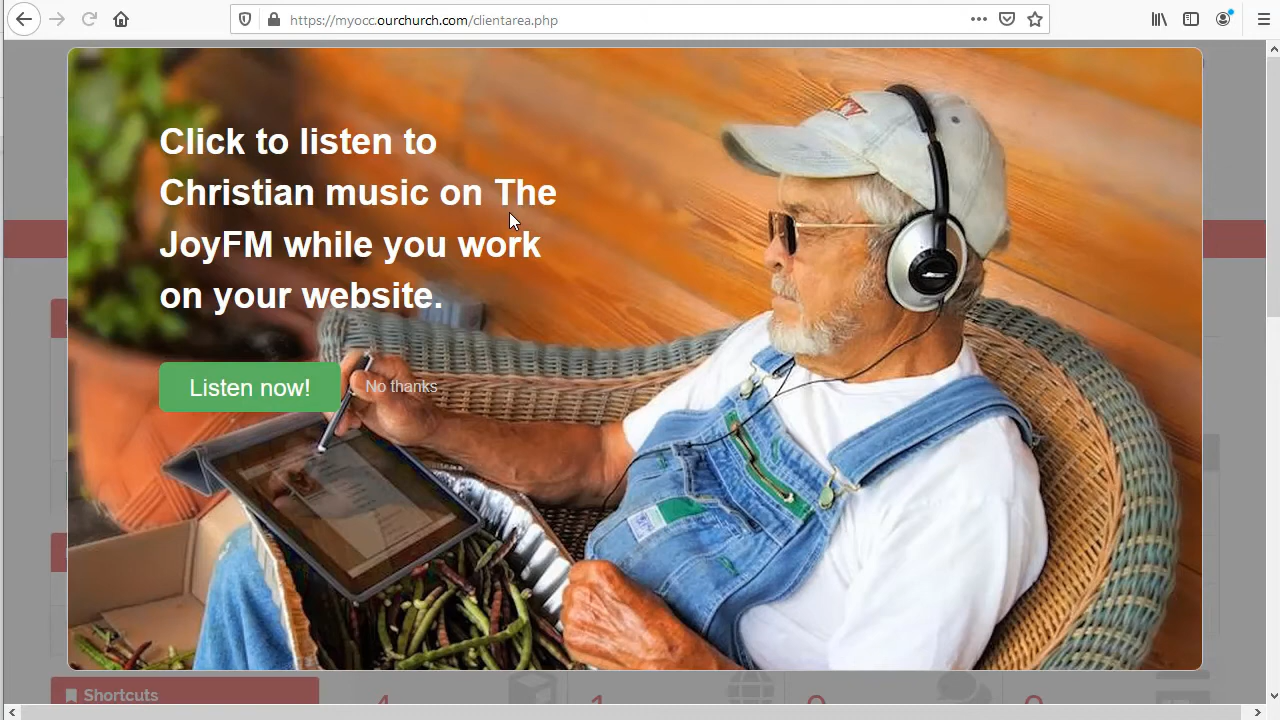 https://myocc.ourchurch.com/clientarea.php
Click to listen to
Christian music on The
JoyFM while you work
on your website.
Listen now!
No thanks
Shortcuts